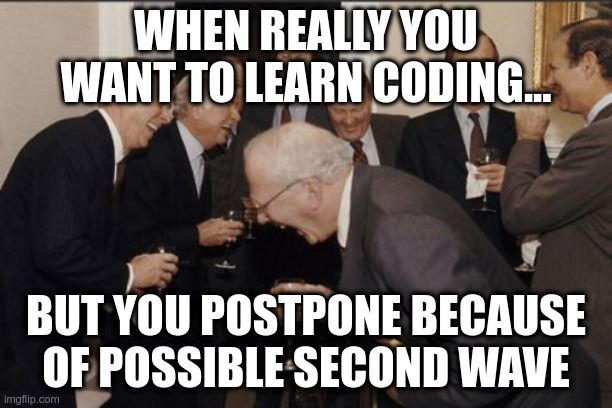 WHEN REALLY YOU
WANT TO LEARN CODING...
BUT YOU POSTPONE BECAUSE
OF POSSIBLE SECOND WAVE
imgflip.com